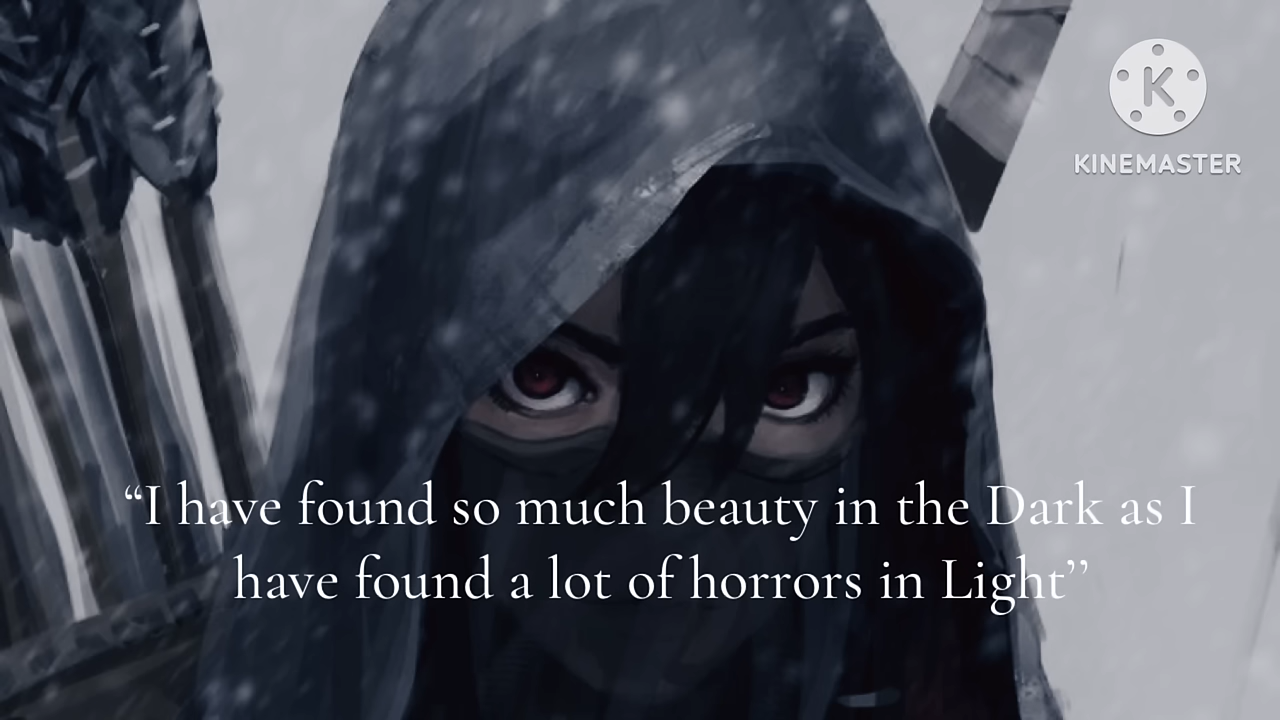 K
KINEMASTER
“I have found so much beauty in the Dark as I
have found a lot of horrors in Light’’